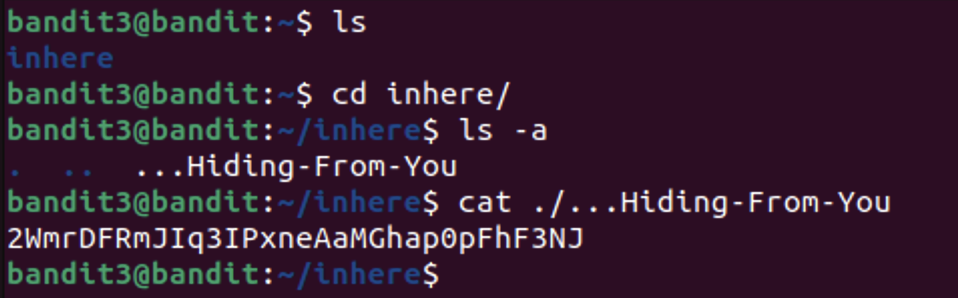 bandit3@bandit:~$ ls
inhere
bandit3@bandit:~$ cd inhere/
bandit3@bandit:~/inhere$ ls -a
.  ..  ...Hiding-From-You
bandit3@bandit:~/inhere$ cat ./...Hiding-From-You
2WmrDFRmJIq3IPxneAaMGhap0pFhF3NJ
bandit3@bandit:~/inhere$